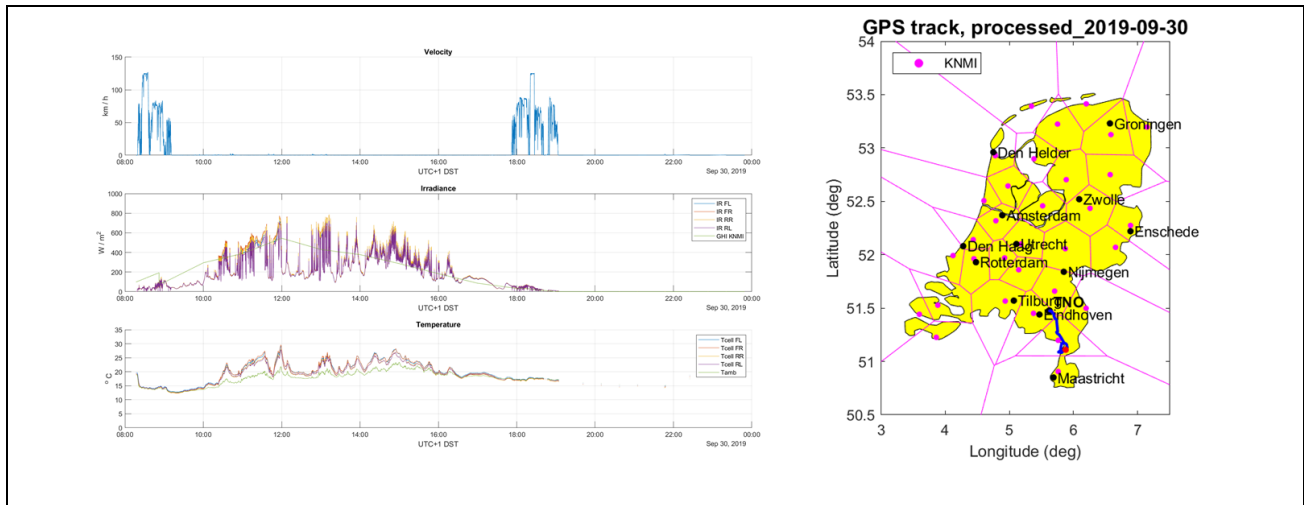 Velocity
150
100
50
0
km / h
08:00 10:00 12:00 14:00 16:00 18:00 20:00 22:00 00:00
UTC+1 DST
Sep 30, 2019
Irradiance
1000
800
600
400
200
0
W / m²
IR FL
IR FR
IR RR
IR RL
GHI KNMI
08:00 10:00 12:00 14:00 16:00 18:00 20:00 22:00 00:00
UTC+1 DST
Sep 30, 2019
Temperature
35
30
25
20
15
10
5
0
° C
Tcell FL
Tcell FR
Tcell RR
Tcell RL
Tamb
08:00 10:00 12:00 14:00 16:00 18:00 20:00 22:00 00:00
UTC+1 DST
Sep 30, 2019
GPS track, processed_2019-09-30
KNMI
54
53.5
53
52.5
52
51.5
51
50.5
Latitude (deg)
Groningen
Den Helder
Zwolle
Amsterdam
Enschede
Utrecht
Den Haag
Rotterdam
Nijmegen
Tilburg
TNO
Eindhoven
Maastricht
3 4 5 6 7
Longitude (deg)